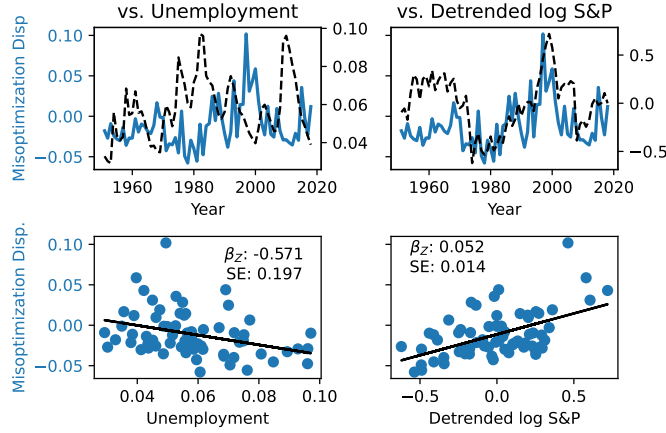 vs. Unemployment
vs. Detrended log S&P
Misoptimization Disp
0.10
0.05
0.00
−0.05
0.10
0.08
0.06
0.04
1960
1980
2000
2020
Year
0.5
0.0
−0.5
1960
1980
2000
2020
Year
Misoptimization Disp.
0.10
0.05
0.00
−0.05
β_Z: -0.571
SE: 0.197
0.04
0.06
0.08
0.10
Unemployment
β_Z: 0.052
SE: 0.014
−0.5
0.0
0.5
Detrended log S&P